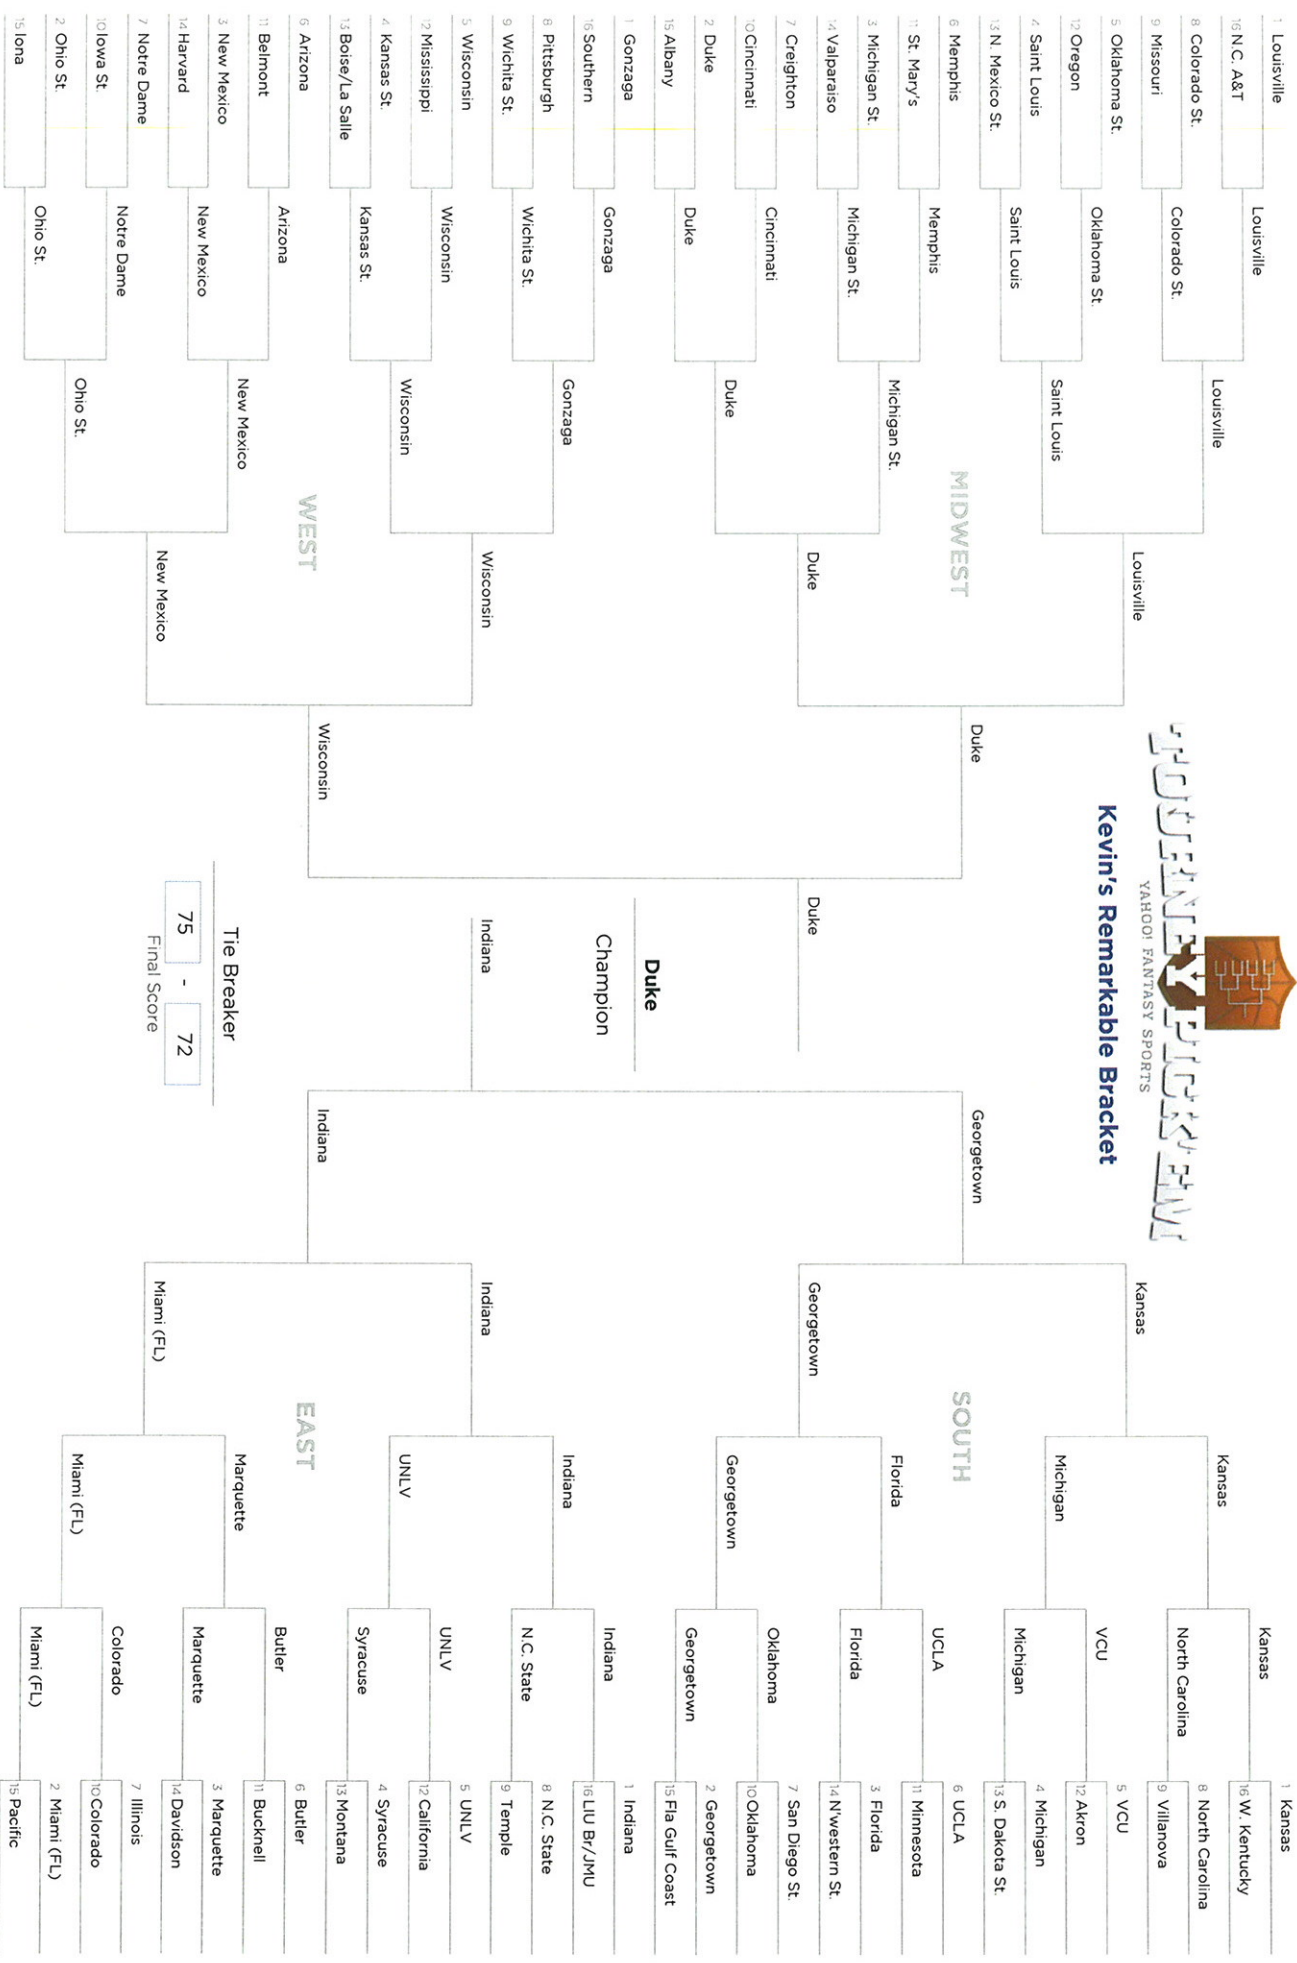 TOURNEY PICK'EM
YAHOO! FANTASY SPORTS
Kevin's Remarkable Bracket
1 Louisville
16 N.C. A&T
8 Colorado St.
9 Missouri
5 Oklahoma St.
12 Oregon
4 Saint Louis
13 N. Mexico St.
6 Memphis
11 St. Mary's
3 Michigan St.
14 Valparaiso
7 Creighton
10 Cincinnati
2 Duke
15 Albany
1 Gonzaga
16 Southern
8 Pittsburgh
9 Wichita St.
5 Wisconsin
12 Mississippi
4 Kansas St.
13 Boise/La Salle
6 Arizona
11 Belmont
3 New Mexico
14 Harvard
7 Notre Dame
10 Iowa St.
2 Ohio St.
15 Iona
Louisville
Colorado St.
Oklahoma St.
Saint Louis
Memphis
Michigan St.
Cincinnati
Duke
Gonzaga
Wichita St.
Wisconsin
Kansas St.
Arizona
New Mexico
Notre Dame
Ohio St.
Louisville
Saint Louis
Michigan St.
Duke
Gonzaga
Wisconsin
New Mexico
Ohio St.
MIDWEST
WEST
Louisville
Duke
Wisconsin
New Mexico
Duke
Wisconsin
Duke
Duke
Champion
Indiana
Tie Breaker
75 - 72
Final Score
Georgetown
Indiana
Kansas
Georgetown
Indiana
Miami (FL)
SOUTH
EAST
Kansas
Michigan
Florida
Georgetown
Indiana
UNLV
Marquette
Miami (FL)
Kansas
North Carolina
VCU
Michigan
UCLA
Florida
Oklahoma
Georgetown
Indiana
N.C. State
UNLV
Syracuse
Butler
Marquette
Colorado
Miami (FL)
1 Kansas
16 W. Kentucky
8 North Carolina
9 Villanova
5 VCU
12 Akron
4 Michigan
13 S. Dakota St.
6 UCLA
11 Minnesota
3 Florida
14 N'western St.
7 San Diego St.
10 Oklahoma
2 Georgetown
15 Fla Gulf Coast
1 Indiana
16 LIU Br/JMU
8 N.C. State
9 Temple
5 UNLV
12 California
4 Syracuse
13 Montana
6 Butler
11 Bucknell
3 Marquette
14 Davidson
7 Illinois
10 Colorado
2 Miami (FL)
15 Pacific